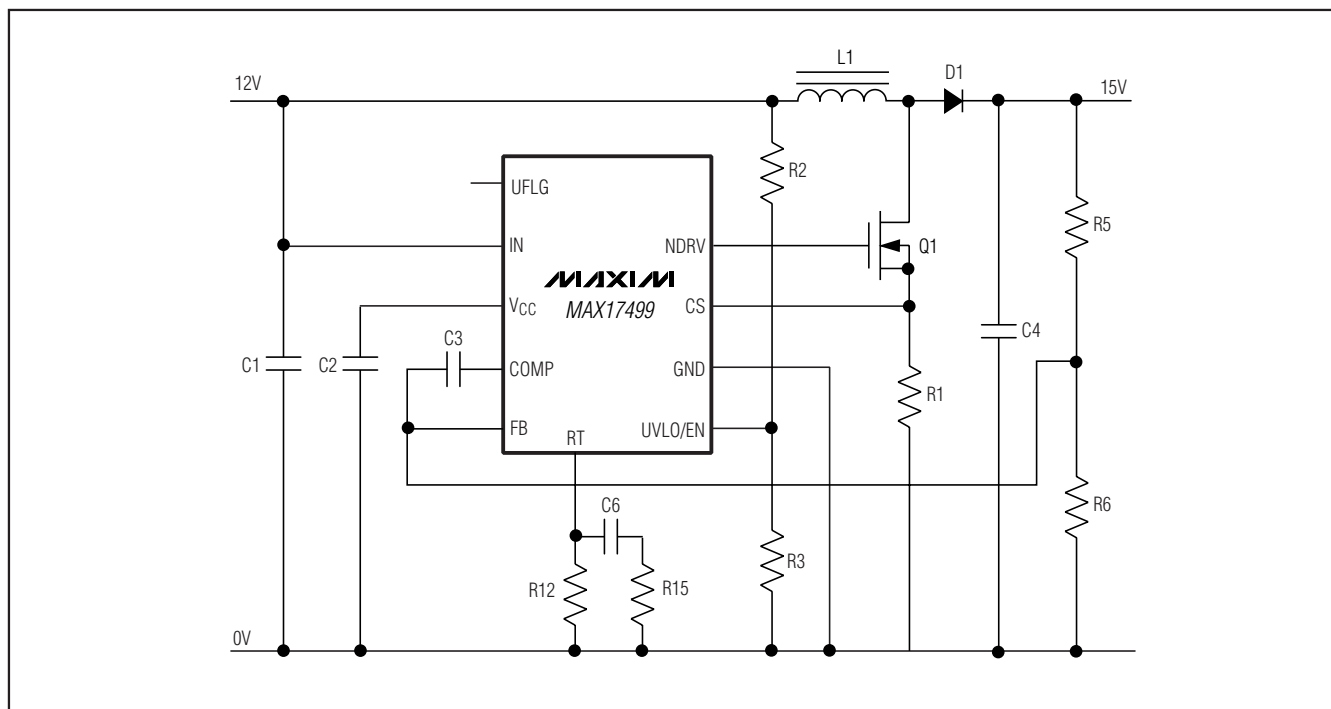 L1
D1
12V
15V
R2
UFLG
R5
IN
NDRV
Q1
MAXIM
MAX17499
VCC
CS
C3
C4
C1
C2
COMP
GND
R1
FB
UVLO/EN
RT
C6
R6
R3
R12
R15
0V